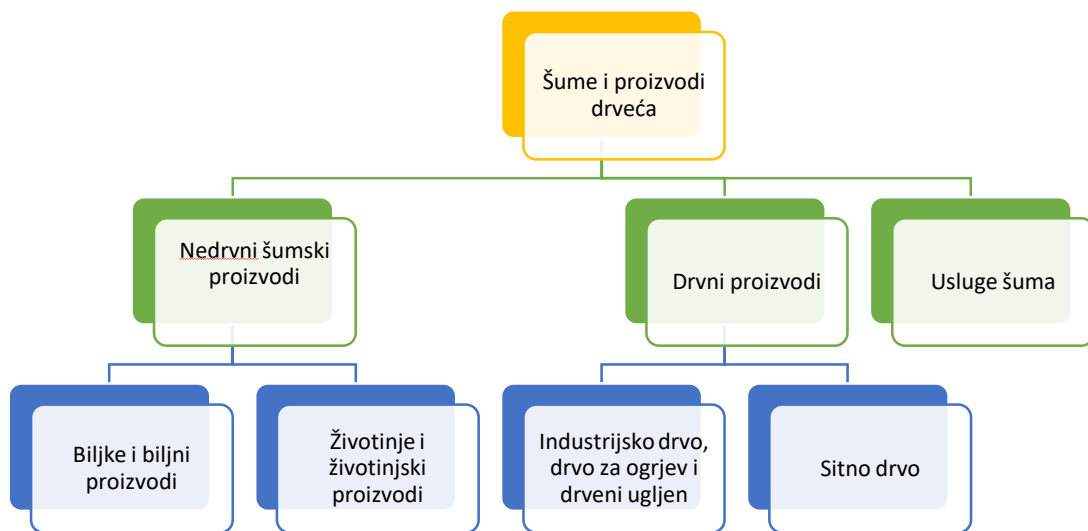 Šume i proizvodi
drveća
Nedrvni šumski
proizvodi
Drvni proizvodi
Usluge šuma
Biljke i biljni
proizvodi
Životinje i
životinjski
proizvodi
Industrijsko drvo,
drvo za ogrjev i
drveni ugljen
Sitno drvo